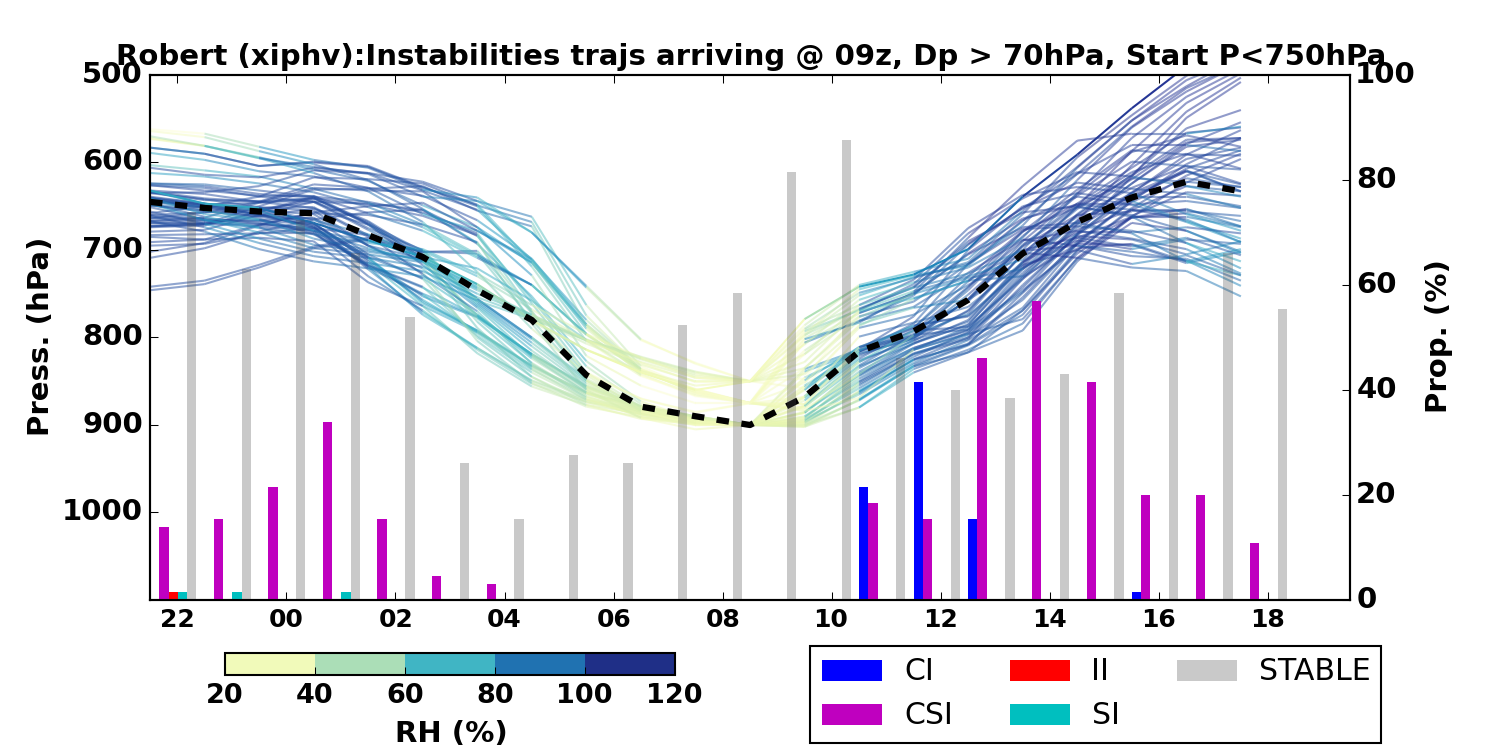 Robert (xiphv):Instabilities trajs arriving @ 09z, Dp > 70hPa, Start P<750hPa
500
600
700
800
900
1000
Press. (hPa)
100
80
60
40
20
0
Prop. (%)
22 00 02 04 06 08 10 12 14 16 18
20 40 60 80 100 120
RH (%)
CI II STABLE
CSI SI